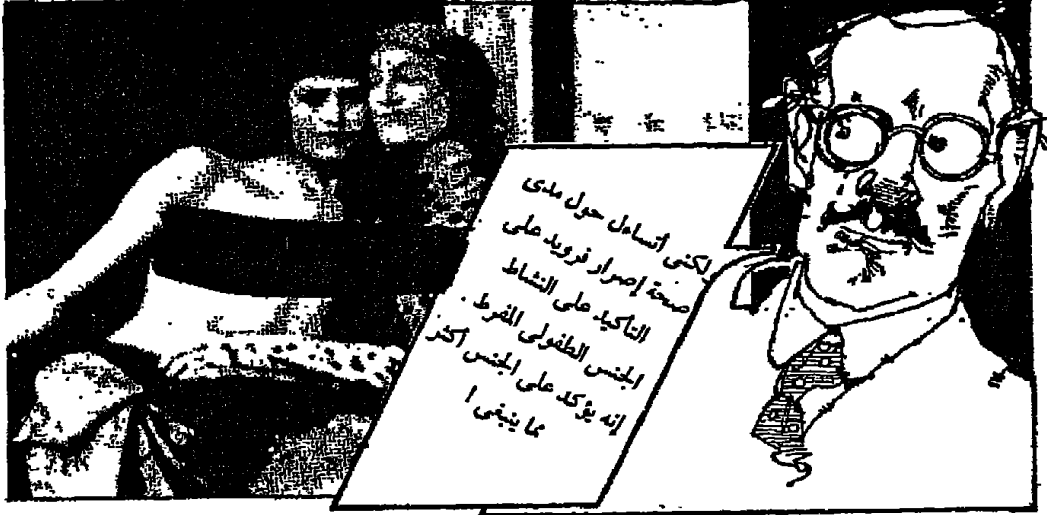 لكنى أتساءل حول مدى
صحة إصرار فرويد على
التأكيد على النشاط
الجنس الطفولى المفرط .
إنه يؤكد على الجنس أكثر
مما ينبغى !